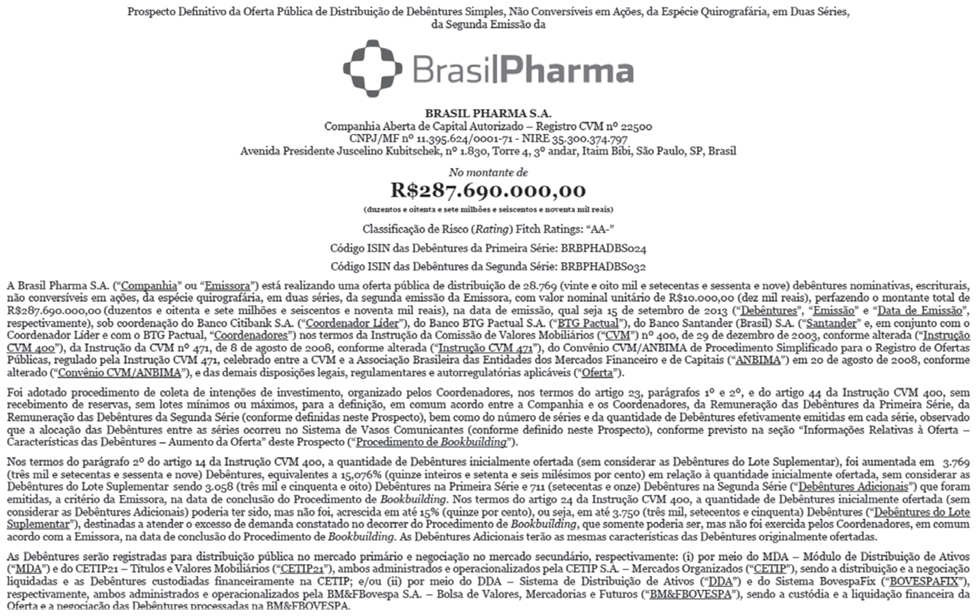 Prospecto Definitivo da Oferta Pública de Distribuição de Debêntures Simples, Não Conversíveis em Ações, da Espécie Quirografária, em Duas Séries,
da Segunda Emissão da
BrasilPharma
BRASIL PHARMA S.A.
Companhia Aberta de Capital Autorizado – Registro CVM nº 22500
CNPJ/MF nº 11.395.624/0001-71 - NIRE 35.300.374.797
Avenida Presidente Juscelino Kubitschek, nº 1.830, Torre 4, 3º andar, Itaim Bibi, São Paulo, SP, Brasil
No montante de
R$287.690.000,00
(duzentos e oitenta e sete milhões e seiscentos e noventa mil reais)
Classificação de Risco (Rating) Fitch Ratings: “AA-”
Código ISIN das Debêntures da Primeira Série: BRBPHADBS024
Código ISIN das Debêntures da Segunda Série: BRBPHADBS032
A Brasil Pharma S.A. (“Companhia” ou “Emissora”) está realizando uma oferta pública de distribuição de 28.769 (vinte e oito mil e setecentas e sessenta e nove) debêntures nominativas, escriturais,
não conversíveis em ações, da espécie quirografária, em duas séries, da segunda emissão da Emissora, com valor nominal unitário de R$10.000,00 (dez mil reais), perfazendo o montante total de
R$287.690.000,00 (duzentos e oitenta e sete milhões e seiscentos e noventa mil reais), na data de emissão, qual seja 15 de setembro de 2013 (“Debêntures”, “Emissão” e “Data de Emissão”,
respectivamente), sob coordenação do Banco Citibank S.A. (“Coordenador Líder”), do Banco BTG Pactual S.A. (“BTG Pactual”), do Banco Santander (Brasil) S.A. (“Santander” e, em conjunto com o
Coordenador Líder e com o BTG Pactual, “Coordenadores”) nos termos da Instrução da Comissão de Valores Mobiliários (“CVM”) nº 400, de 29 de dezembro de 2003, conforme alterada (“Instrução
CVM 400”), da Instrução da CVM nº 471, de 8 de agosto de 2008, conforme alterada (“Instrução CVM 471”), do Convênio CVM/ANBIMA de Procedimento Simplificado para o Registro de Ofertas
Públicas, regulado pela Instrução CVM 471, celebrado entre a CVM e a Associação Brasileira das Entidades dos Mercados Financeiro e de Capitais (“ANBIMA”) em 20 de agosto de 2008, conforme
alterado (“Convênio CVM/ANBIMA”), e das demais disposições legais, regulamentares e autorregulatórias aplicáveis (“Oferta”).
Foi adotado procedimento de coleta de intenções de investimento, organizado pelos Coordenadores, nos termos do artigo 23, parágrafos 1º e 2º, e do artigo 44 da Instrução CVM 400, sem
recebimento de reservas, sem lotes mínimos ou máximos, para a definição, em comum acordo entre a Companhia e os Coordenadores, da Remuneração das Debêntures da Primeira Série, da
Remuneração das Debêntures da Segunda Série (conforme definidas neste Prospecto), bem como do número de séries e da quantidade de Debêntures efetivamente emitidas em cada série, observado
que a alocação das Debêntures entre as séries ocorreu no Sistema de Vasos Comunicantes (conforme definido neste Prospecto), conforme previsto na seção “Informações Relativas à Oferta –
Características das Debêntures – Aumento da Oferta” deste Prospecto (“Procedimento de Bookbuilding”).
Nos termos do parágrafo 2º do artigo 14 da Instrução CVM 400, a quantidade de Debêntures inicialmente ofertada (sem considerar as Debêntures do Lote Suplementar), foi aumentada em 3.769
(três mil e setecentas e sessenta e nove) Debêntures, equivalentes a 15,076% (quinze inteiros e setenta e seis milésimos por cento) em relação à quantidade inicialmente ofertada, sem considerar as
Debêntures do Lote Suplementar sendo 3.058 (três mil e cinquenta e oito) Debêntures na Primeira Série e 711 (setecentas e onze) Debêntures na Segunda Série (“Debêntures Adicionais”) que foram
emitidas, a critério da Emissora, na data de conclusão do Procedimento de Bookbuilding. Nos termos do artigo 24 da Instrução CVM 400, a quantidade de Debêntures inicialmente ofertada (sem
considerar as Debêntures Adicionais) poderia ter sido, mas não foi, acrescida em até 15% (quinze por cento), ou seja, em até 3.750 (três mil, setecentos e cinquenta) Debêntures (“Debêntures do Lote
Suplementar”), destinadas a atender o excesso de demanda constatado no decorrer do Procedimento de Bookbuilding, que somente poderia ser, mas não foi exercida pelos Coordenadores, em comum
acordo com a Emissora, na data de conclusão do Procedimento de Bookbuilding. As Debêntures Adicionais terão as mesmas características das Debêntures originalmente ofertadas.
As Debêntures serão registradas para distribuição pública no mercado primário e negociação no mercado secundário, respectivamente: (i) por meio do MDA – Módulo de Distribuição de Ativos
(“MDA”) e do CETIP21 – Títulos e Valores Mobiliários (“CETIP21”), ambos administrados e operacionalizados pela CETIP S.A. – Mercados Organizados (“CETIP”), sendo a distribuição e a negociação
liquidadas e as Debêntures custodiadas financeiramente na CETIP; e/ou (ii) por meio do DDA – Sistema de Distribuição de Ativos (“DDA”) e do Sistema BovespaFix (“BOVESPAFIX”),
respectivamente, ambos administrados e operacionalizados pela BM&FBovespa S.A. – Bolsa de Valores, Mercadorias e Futuros (“BM&FBOVESPA”), sendo a custódia e a liquidação financeira da
Oferta e a negociação das Debêntures processadas na BM&FBOVESPA.